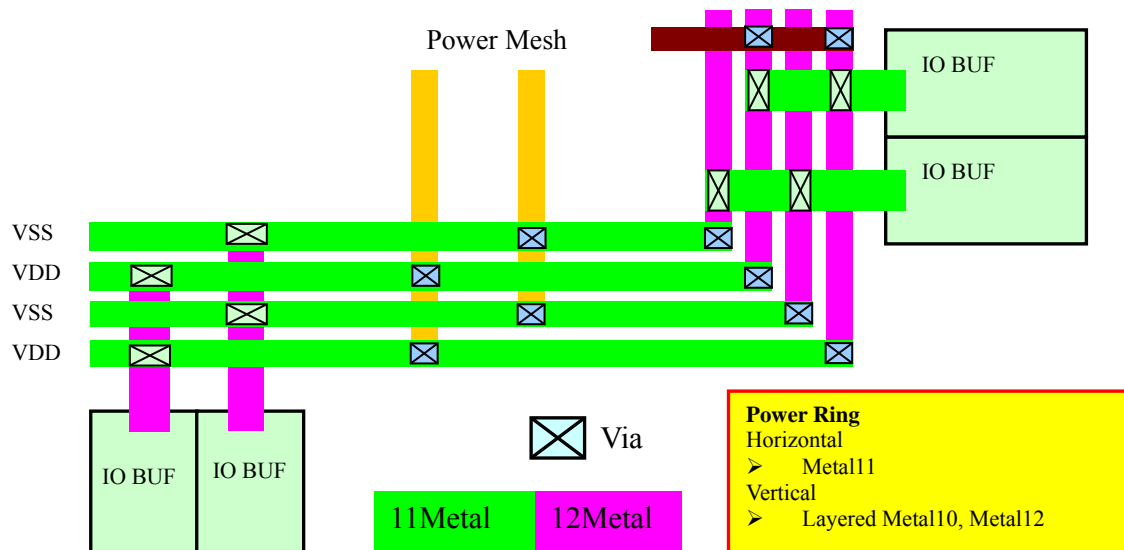 Power Mesh
IO BUF
IO BUF
VSS
VDD
VSS
VDD
IO BUF
IO BUF
Via
11Metal
12Metal
Power Ring
Horizontal
➢ Metal11
Vertical
➢ Layered Metal10, Metal12